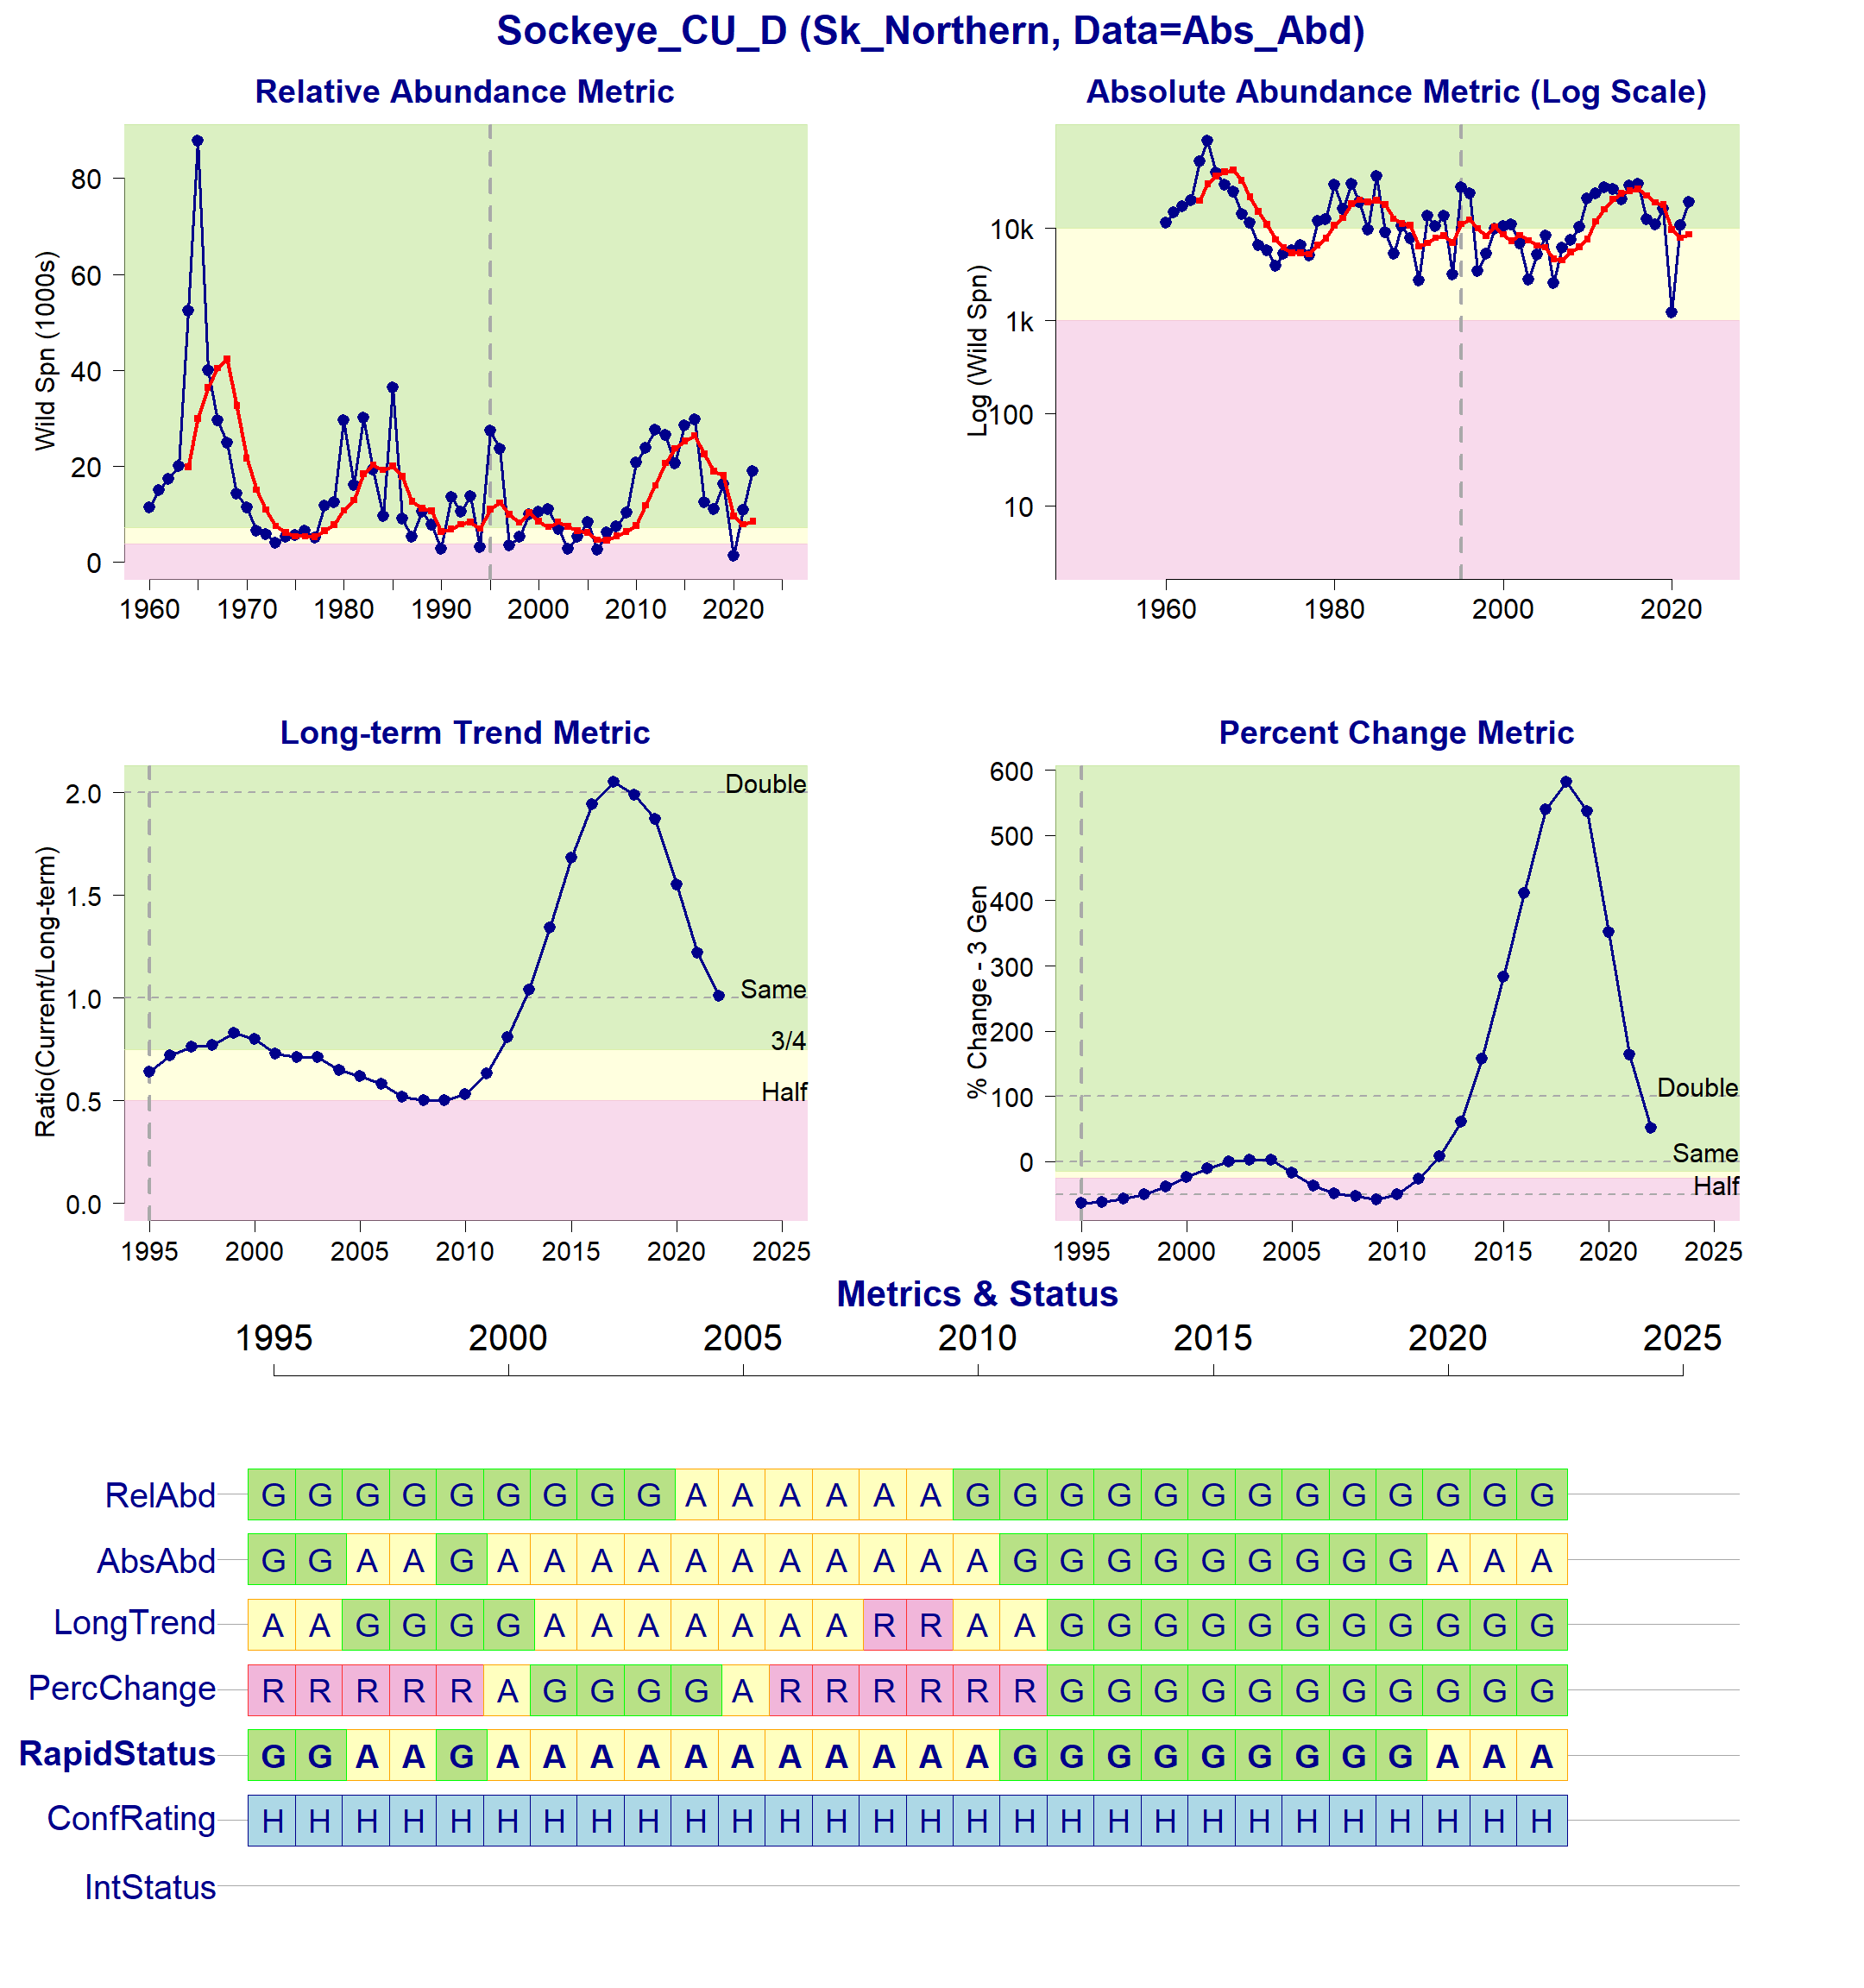 Sockeye_CU_D (Sk_Northern, Data=Abs_Abd)
Relative Abundance Metric
Wild Spn (1000s)
80
60
40
20
0
1960 1970 1980 1990 2000 2010 2020
Absolute Abundance Metric (Log Scale)
Log (Wild Spn)
10k
1k
100
10
1960 1980 2000 2020
Long-term Trend Metric
Ratio(Current/Long-term)
2.0
1.5
1.0
0.5
0.0
Double
Same
3/4
Half
1995 2000 2005 2010 2015 2020 2025
Percent Change Metric
% Change - 3 Gen
600
500
400
300
200
100
0
Double
Same
Half
1995 2000 2005 2010 2015 2020 2025
Metrics & Status
1995 2000 2005 2010 2015 2020 2025
RelAbd G G G G G G G G G A A A A A A G G G G G G G G G G G G G
AbsAbd G G A A G A A A A A A A A A A A G G G G G G G G G A A A
LongTrend A A G G G G A A A A A A A R R A A G G G G G G G G G G G
PercChange R R R R R A G G G G A R R R R R R G G G G G G G G G G G
RapidStatus G G A A G A A A A A A A A A A A G G G G G G G G G A A A
ConfRating H H H H H H H H H H H H H H H H H H H H H H H H H H H H
IntStatus